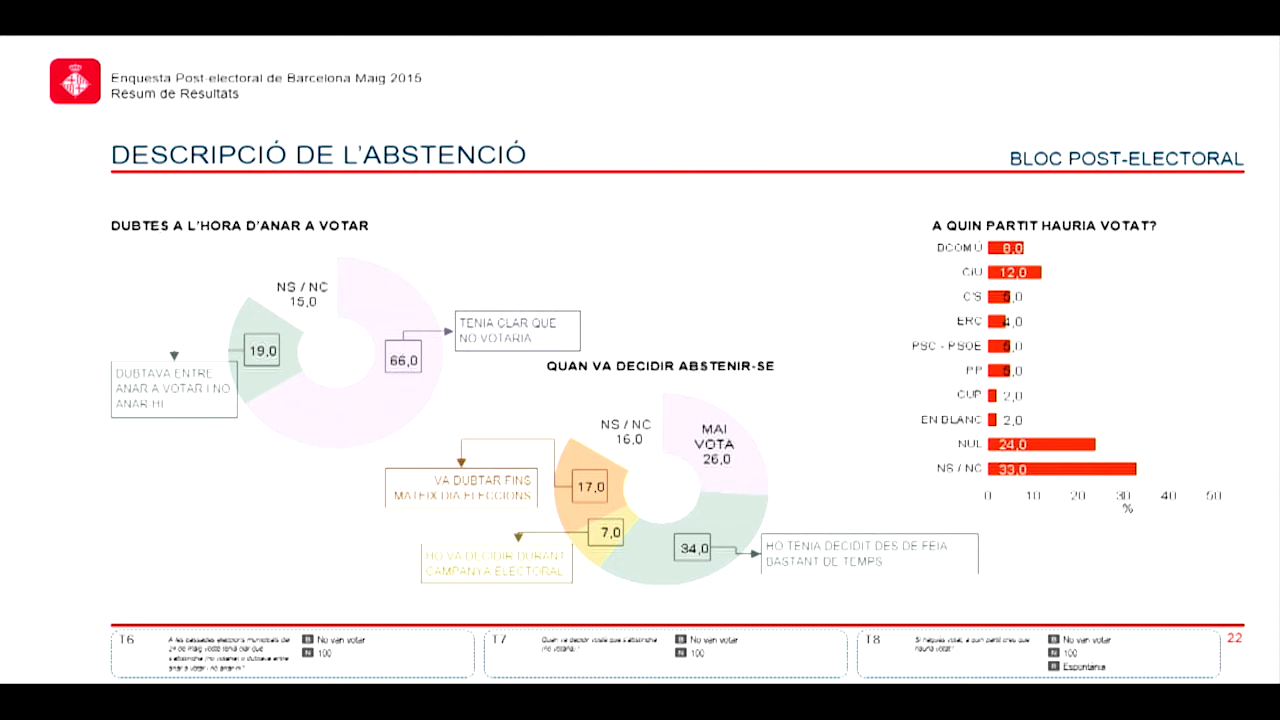 Enquesta Post-electoral de Barcelona Maig 2015
Resum de Resultats
DESCRIPCIÓ DE L'ABSTENCIÓ
BLOC POST-ELECTORAL
DUBTES A L'HORA D'ANAR A VOTAR
NS / NC
15,0
19,0
66,0
TENIA CLAR QUE
NO VOTARIA
DUBTAVA ENTRE
ANAR A VOTAR I NO
ANAR-HI
QUAN VA DECIDIR ABSTENIR-SE
NS / NC
16,0
MAI
VOTA
26,0
VA DUBTAR FINS
MATEIX DIA ELECCIONS
17,0
7,0
HO VA DECIDIR DURANT
CAMPANYA ELECTORAL
34,0
HO TENIA DECIDIT DES DE FEIA
BASTANT DE TEMPS
A QUIN PARTIT HAURIA VOTAT?
BCOMÚ 8,0
CiU 12,0
C'S
ERC 4,0
PSC - PSOE
PP
CUP 2,0
EN BLANC 2,0
NUL 24,0
NS / NC 33,0
0 10 20 30 40 50
%
T6
No van votar
100
T7
No van votar
100
T8
No van votar
100
Espontània
22